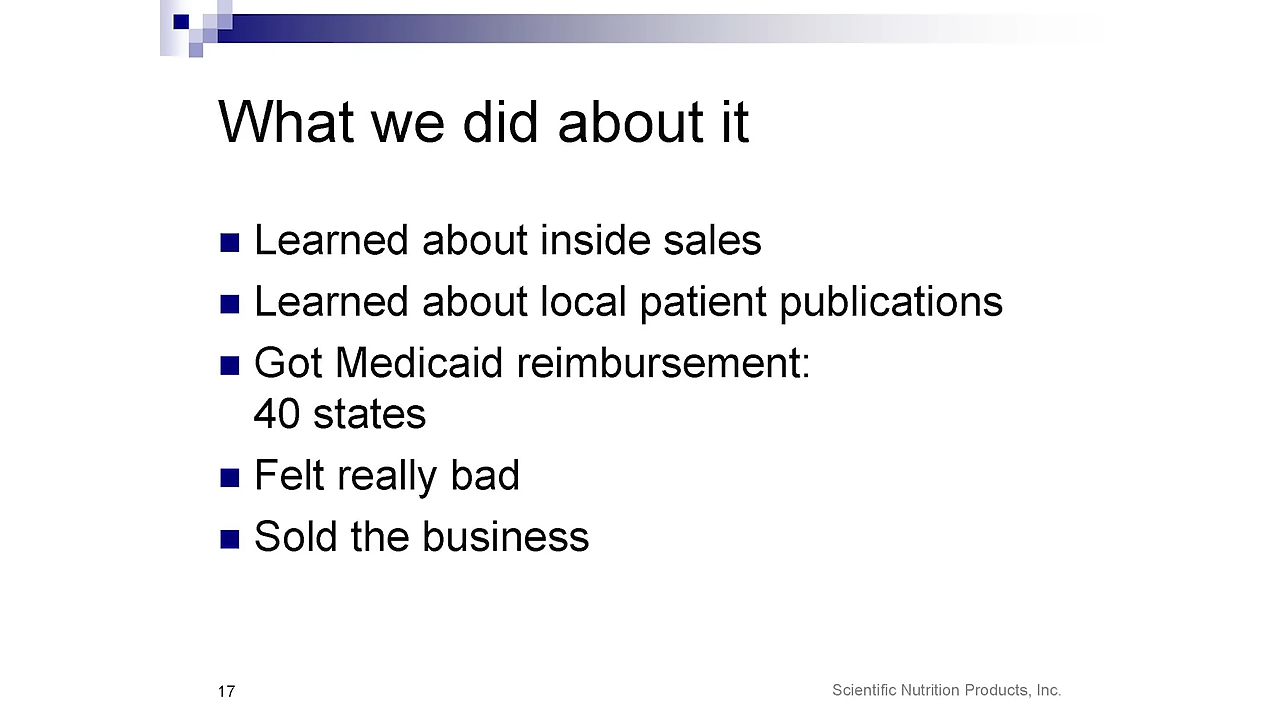 What we did about it
Learned about inside sales
Learned about local patient publications
Got Medicaid reimbursement:
40 states
Felt really bad
Sold the business
17
Scientific Nutrition Products, Inc.